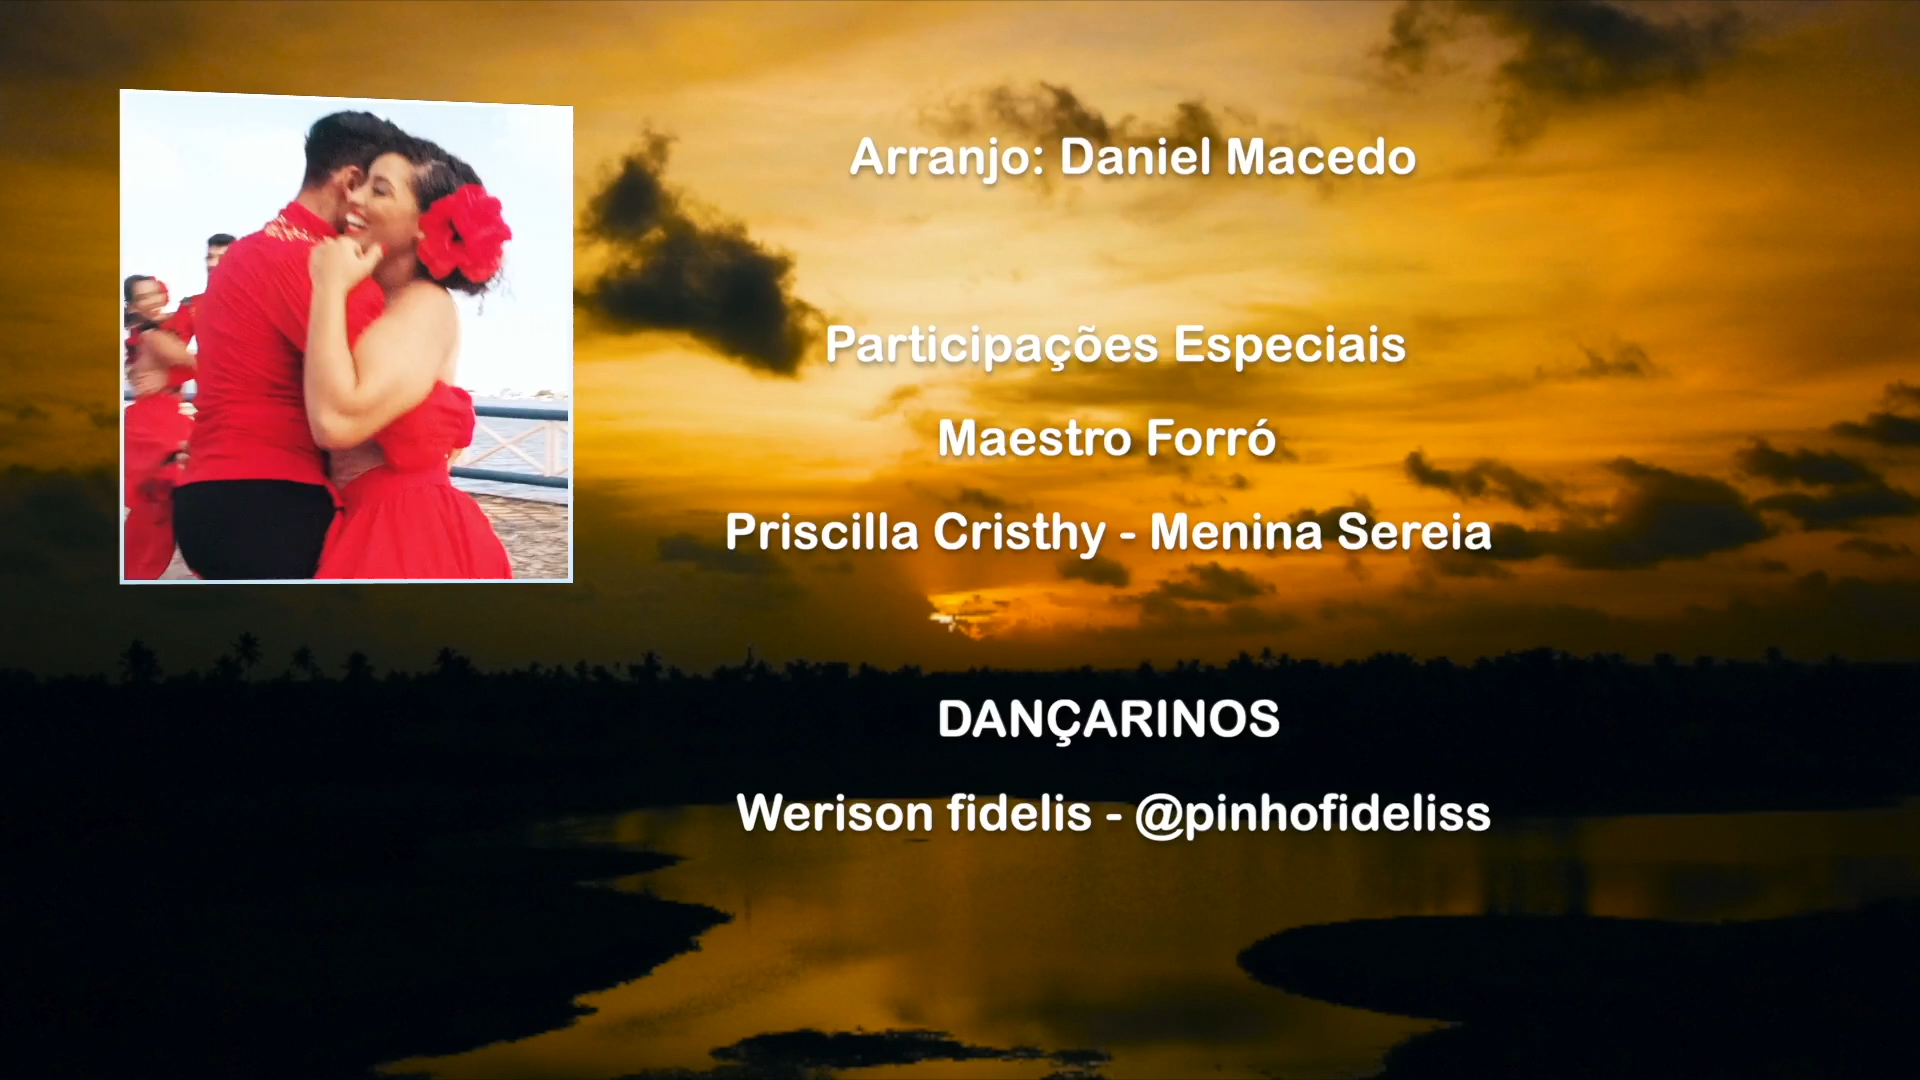 Arranjo: Daniel Macedo
Participações Especiais
Maestro Forró
Priscilla Cristhy - Menina Sereia
DANÇARINOS
Werison fidelis - @pinhofideliss